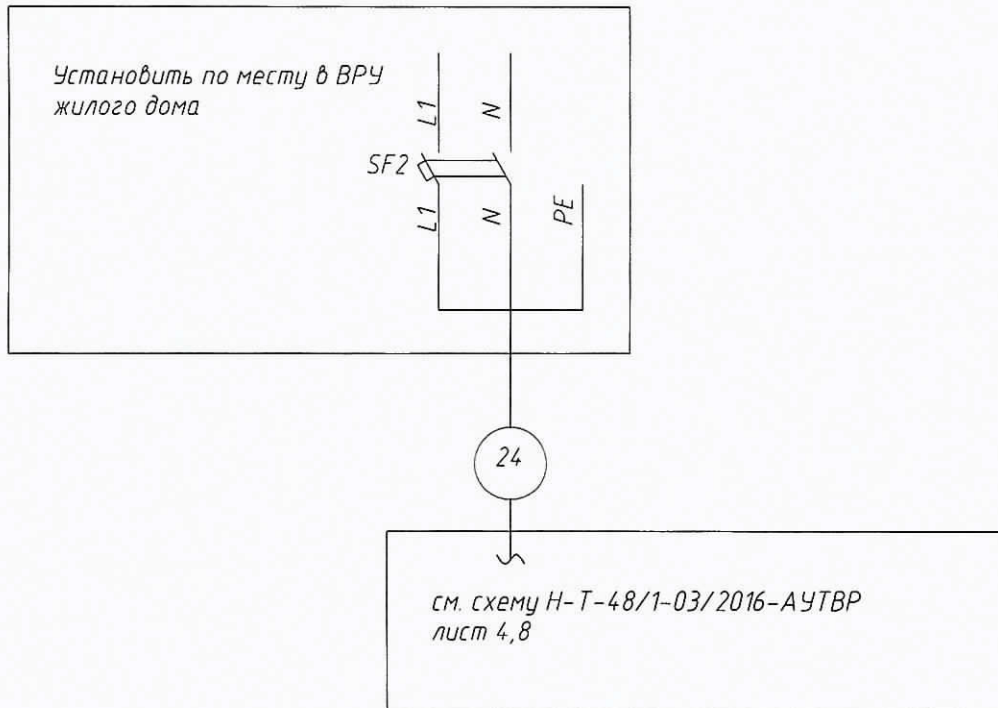 Установить по месту в ВРУ
жилого дома
L1
N
SF2
L1
N
PE
24
см. схему Н-Т-48/1-03/2016-АУТВР
лист 4,8